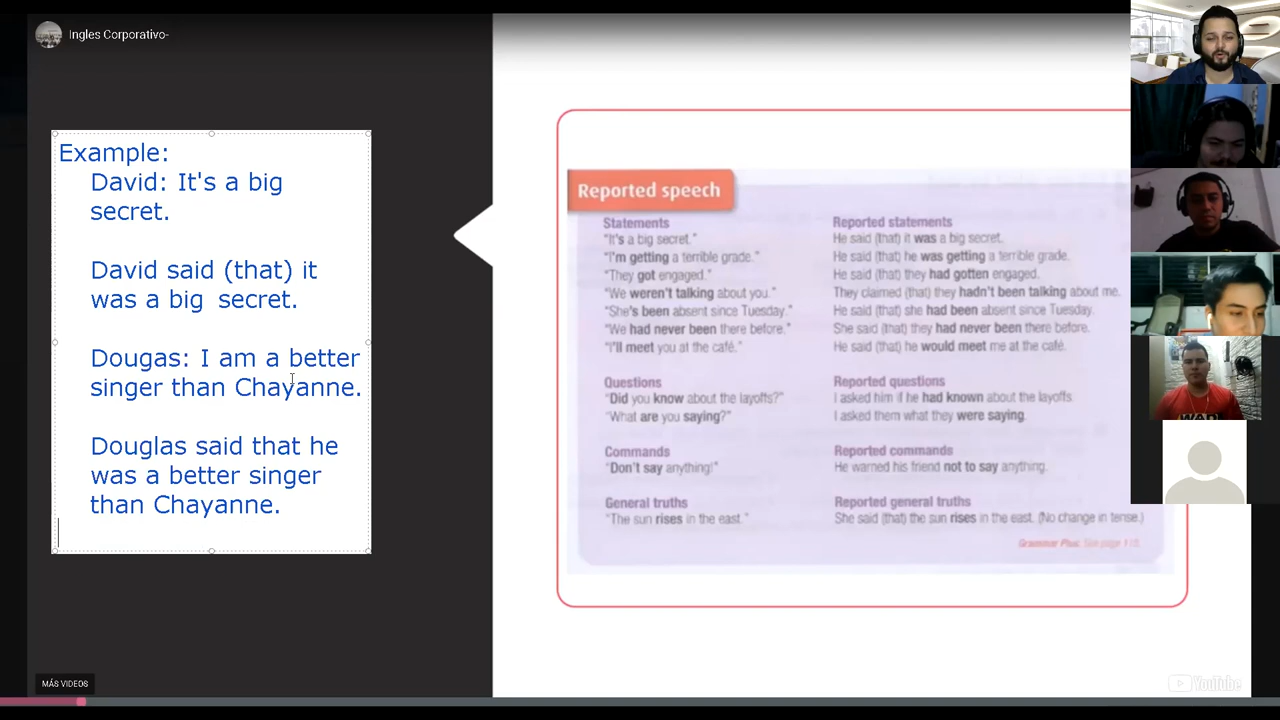 Ingles Corporativo-
Example:
David: It's a big
secret.
David said (that) it
was a big secret.
Dougas: I am a better
singer than Chayanne.
Douglas said that he
was a better singer
than Chayanne.
Reported speech
Statements
"It's a big secret."
"I'm getting a terrible grade."
"They got engaged."
"We weren't talking about you."
"She's been absent since Tuesday."
"We had never been there before."
"I'll meet you at the café."
Reported statements
He said (that) it was a big secret.
He said (that) he was getting a terrible grade.
He said (that) they had gotten engaged.
They claimed (that) they hadn't been talking about me.
He said (that) she had been absent since Tuesday.
She said (that) they had never been there before.
He said (that) he would meet me at the café.
Questions
"Did you know about the layoffs?"
"What are you saying?"
Reported questions
I asked him if he had known about the layoffs.
I asked them what they were saying.
Commands
"Don't say anything!"
Reported commands
He warned his friend not to say anything.
General truths
"The sun rises in the east."
Reported general truths
She said (that) the sun rises in the east. (No change in tense.)
Grammar Plus: See page 115.
MÁS VIDEOS
YouTube